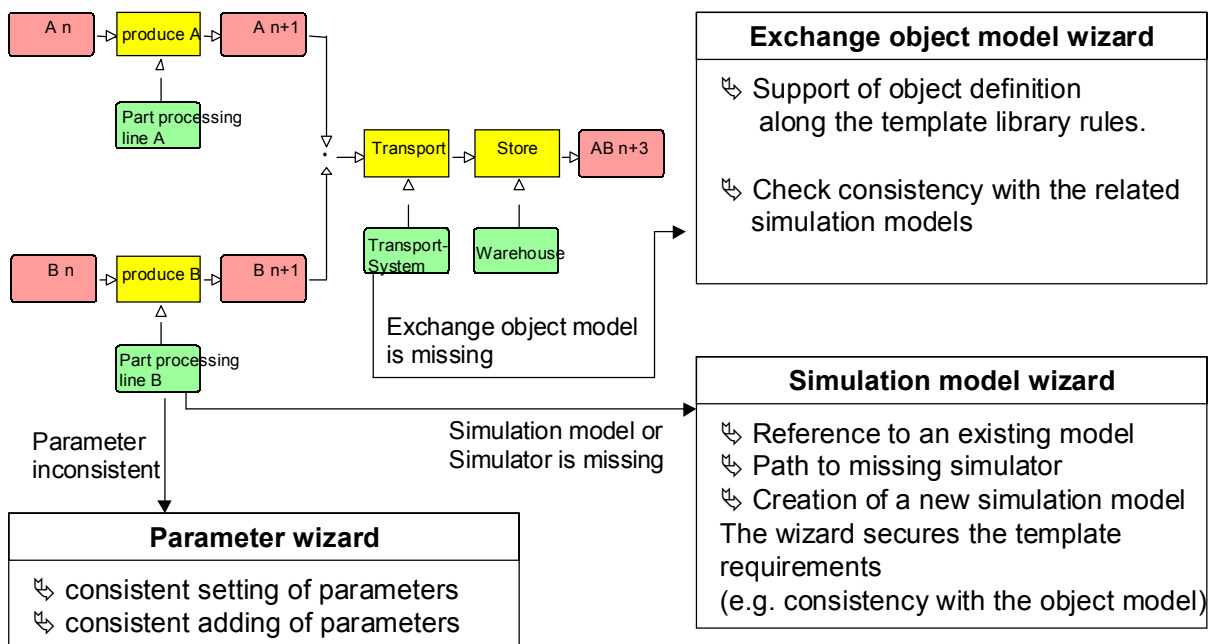 A n
produce A
A n+1
Part processing
line A
Transport
Store
AB n+3
Transport-
System
Warehouse
B n
produce B
B n+1
Part processing
line B
Exchange object model
is missing
Parameter
inconsistent
Simulation model or
Simulator is missing
Exchange object model wizard
Support of object definition
along the template library rules.
Check consistency with the related
simulation models
Simulation model wizard
Reference to an existing model
Path to missing simulator
Creation of a new simulation model
The wizard secures the template
requirements
(e.g. consistency with the object model)
Parameter wizard
consistent setting of parameters
consistent adding of parameters